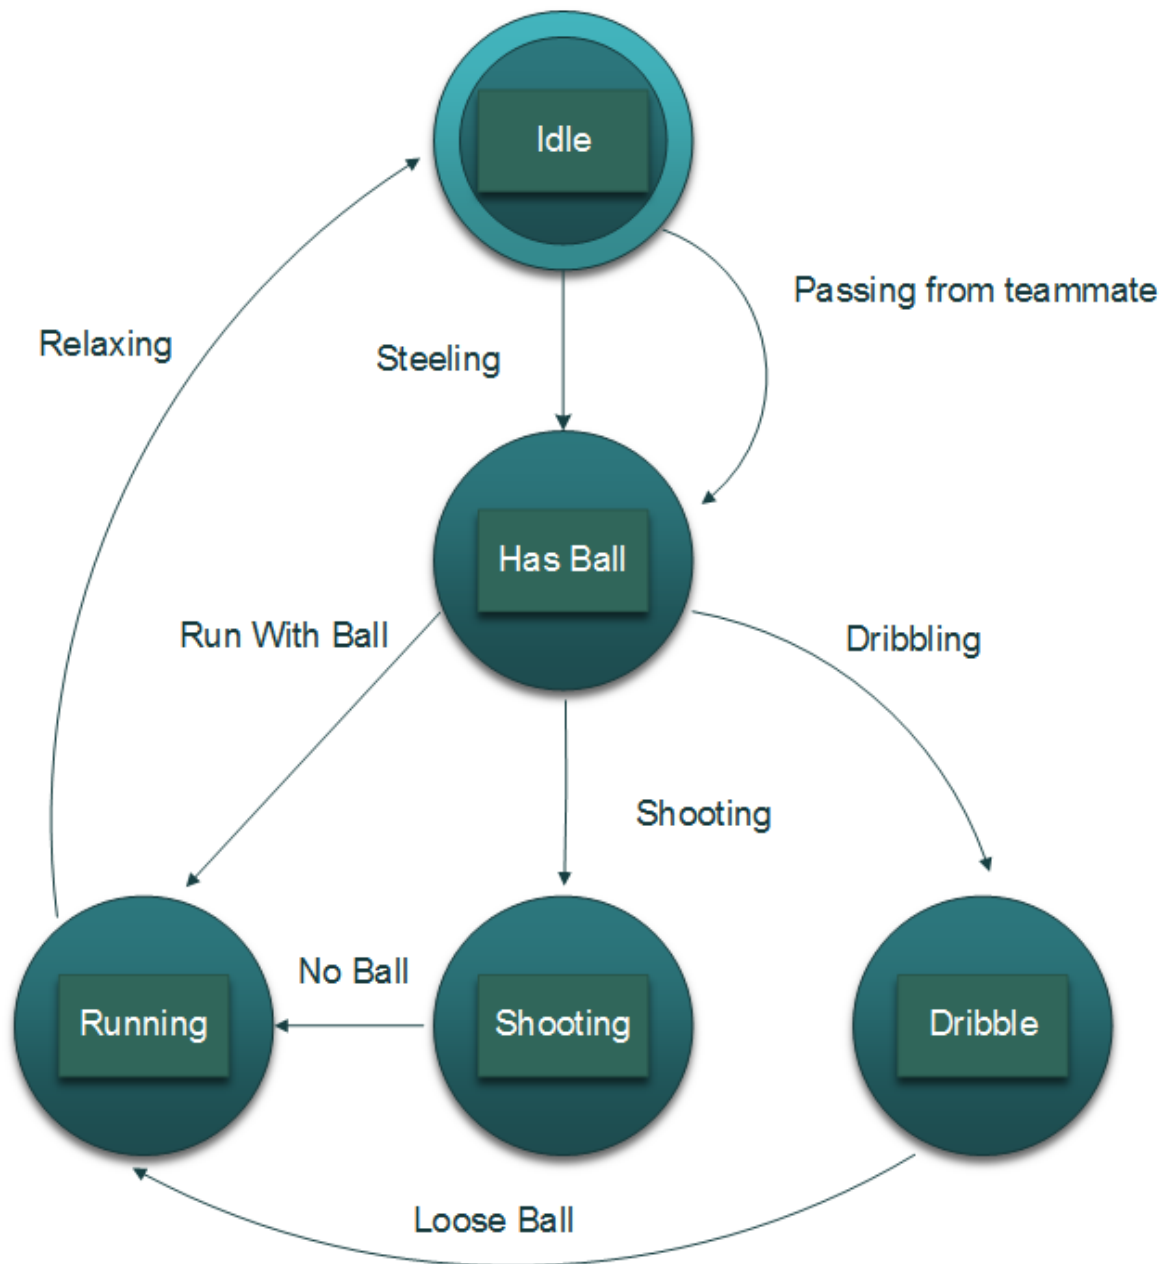 Idle
Passing from teammate
Relaxing
Steeling
Has Ball
Run With Ball
Dribbling
Shooting
No Ball
Running
Shooting
Dribble
Loose Ball